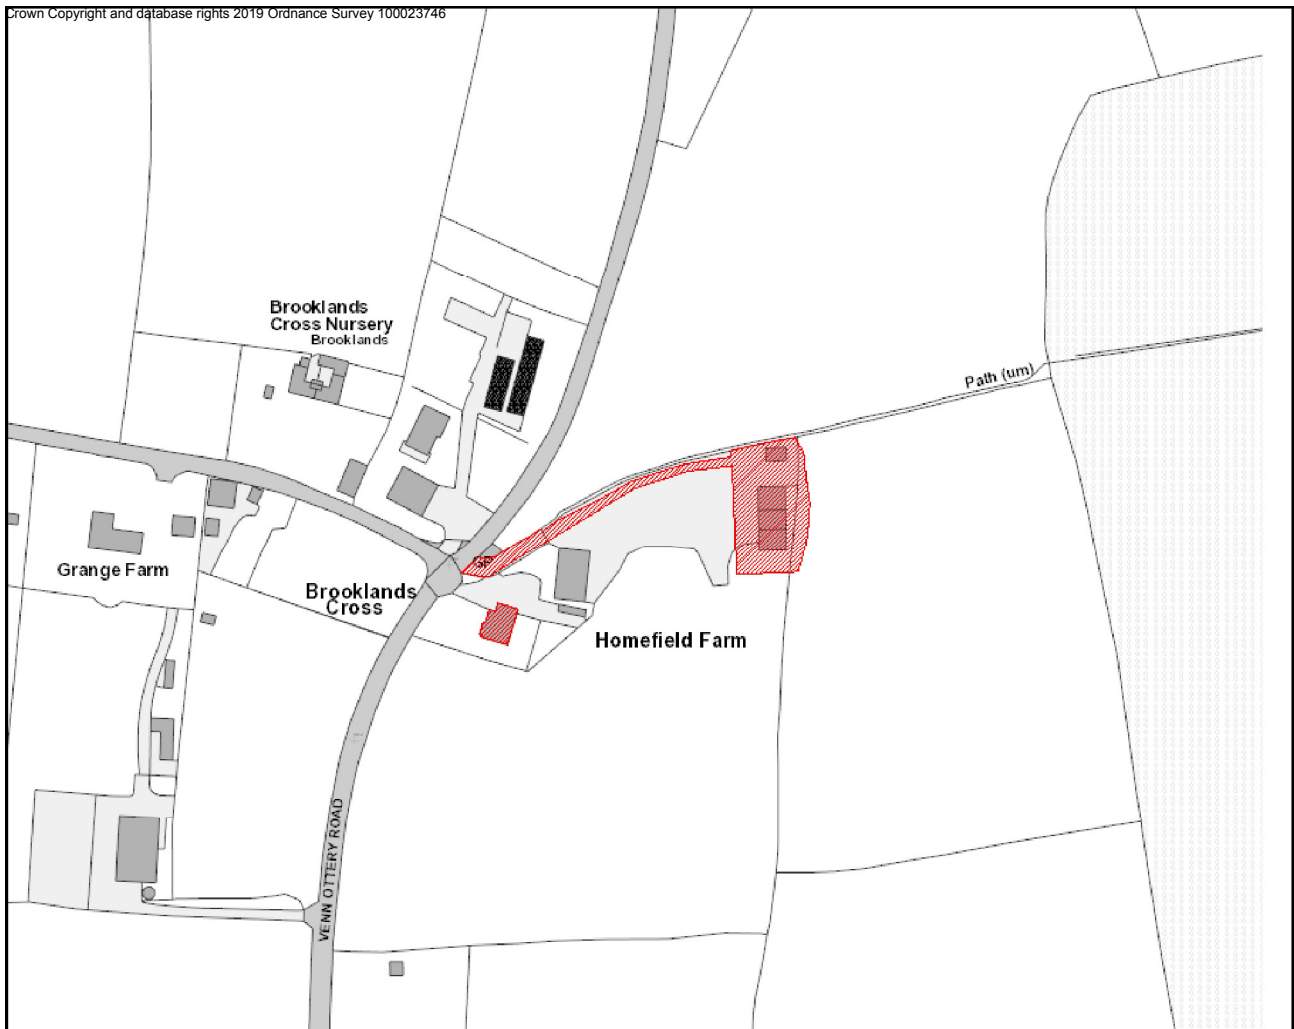 Crown Copyright and database rights 2019 Ordnance Survey 100023746
Brooklands
Cross Nursery
Brooklands
Path (um)
GP
Grange Farm
Brooklands
Cross
Homefield Farm
VENN OTTERY ROAD